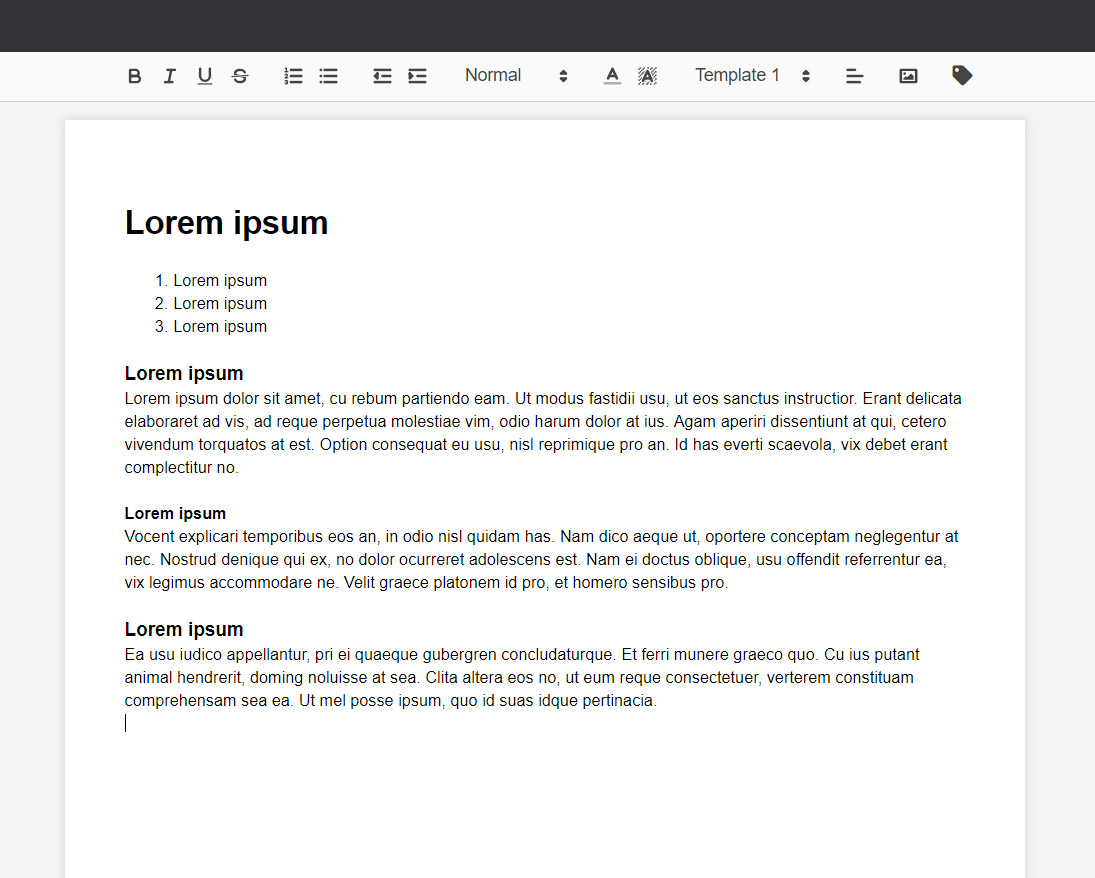 Normal
Template 1
Lorem ipsum
1. Lorem ipsum
2. Lorem ipsum
3. Lorem ipsum
Lorem ipsum
Lorem ipsum dolor sit amet, cu rebum partiendo eam. Ut modus fastidii usu, ut eos sanctus instructior. Erant delicata
elaboraret ad vis, ad reque perpetua molestiae vim, odio harum dolor at ius. Agam aperiri dissentiunt at qui, cetero
vivendum torquatos at est. Option consequat eu usu, nisl reprimique pro an. Id has everti scaevola, vix debet erant
complectitur no.
Lorem ipsum
Vocent explicari temporibus eos an, in odio nisl quidam has. Nam dico aeque ut, oportere conceptam neglegentur at
nec. Nostrud denique qui ex, no dolor ocurreret adolescens est. Nam ei doctus oblique, usu offendit referrentur ea,
vix legimus accommodare ne. Velit graece platonem id pro, et homero sensibus pro.
Lorem ipsum
Ea usu iudico appellantur, pri ei quaeque gubergren concludaturque. Et ferri munere graeco quo. Cu ius putant
animal hendrerit, doming noluisse at sea. Clita altera eos no, ut eum reque consectetuer, verterem constituam
comprehensam sea ea. Ut mel posse ipsum, quo id suas idque pertinacia.